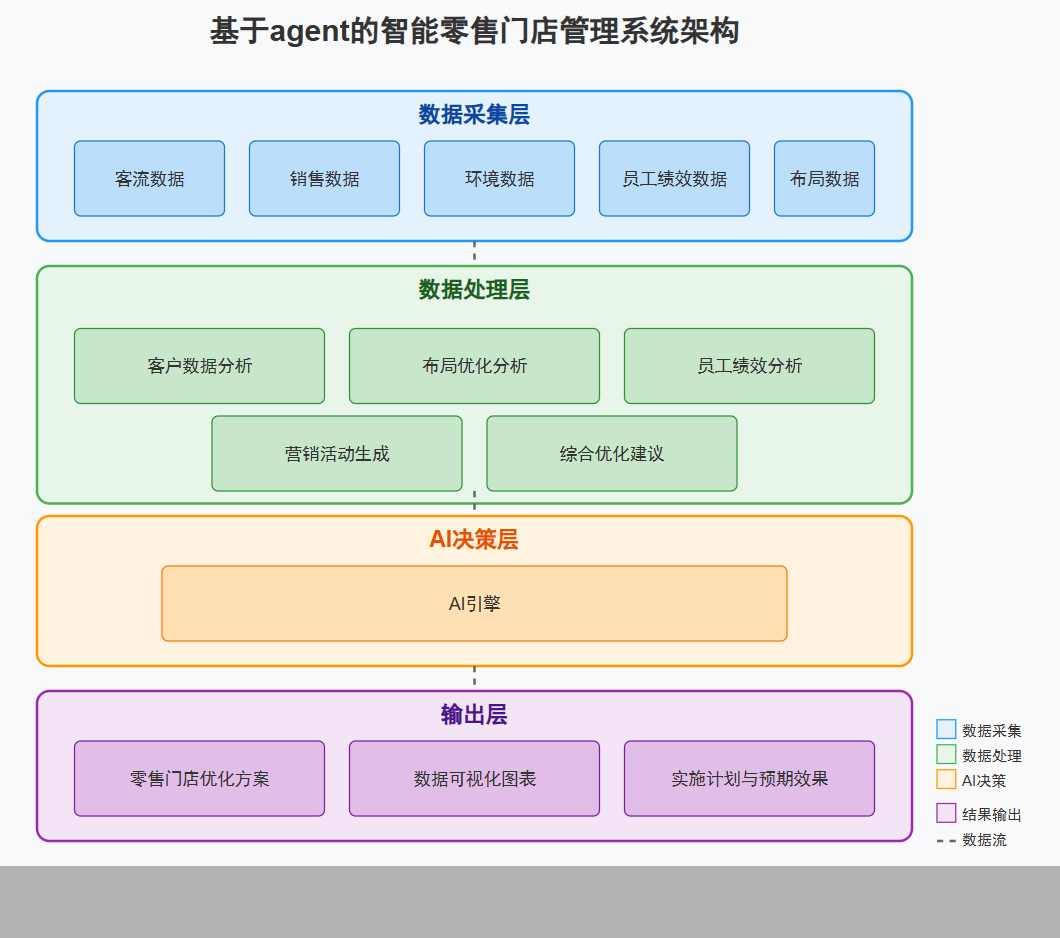 基于agent的智能零售门店管理系统架构
数据采集层
客流数据
销售数据
环境数据
员工绩效数据
布局数据
数据处理层
客户数据分析
布局优化分析
员工绩效分析
营销活动生成
综合优化建议
AI决策层
AI引擎
输出层
零售门店优化方案
数据可视化图表
实施计划与预期效果
数据采集
数据处理
AI决策
结果输出
数据流